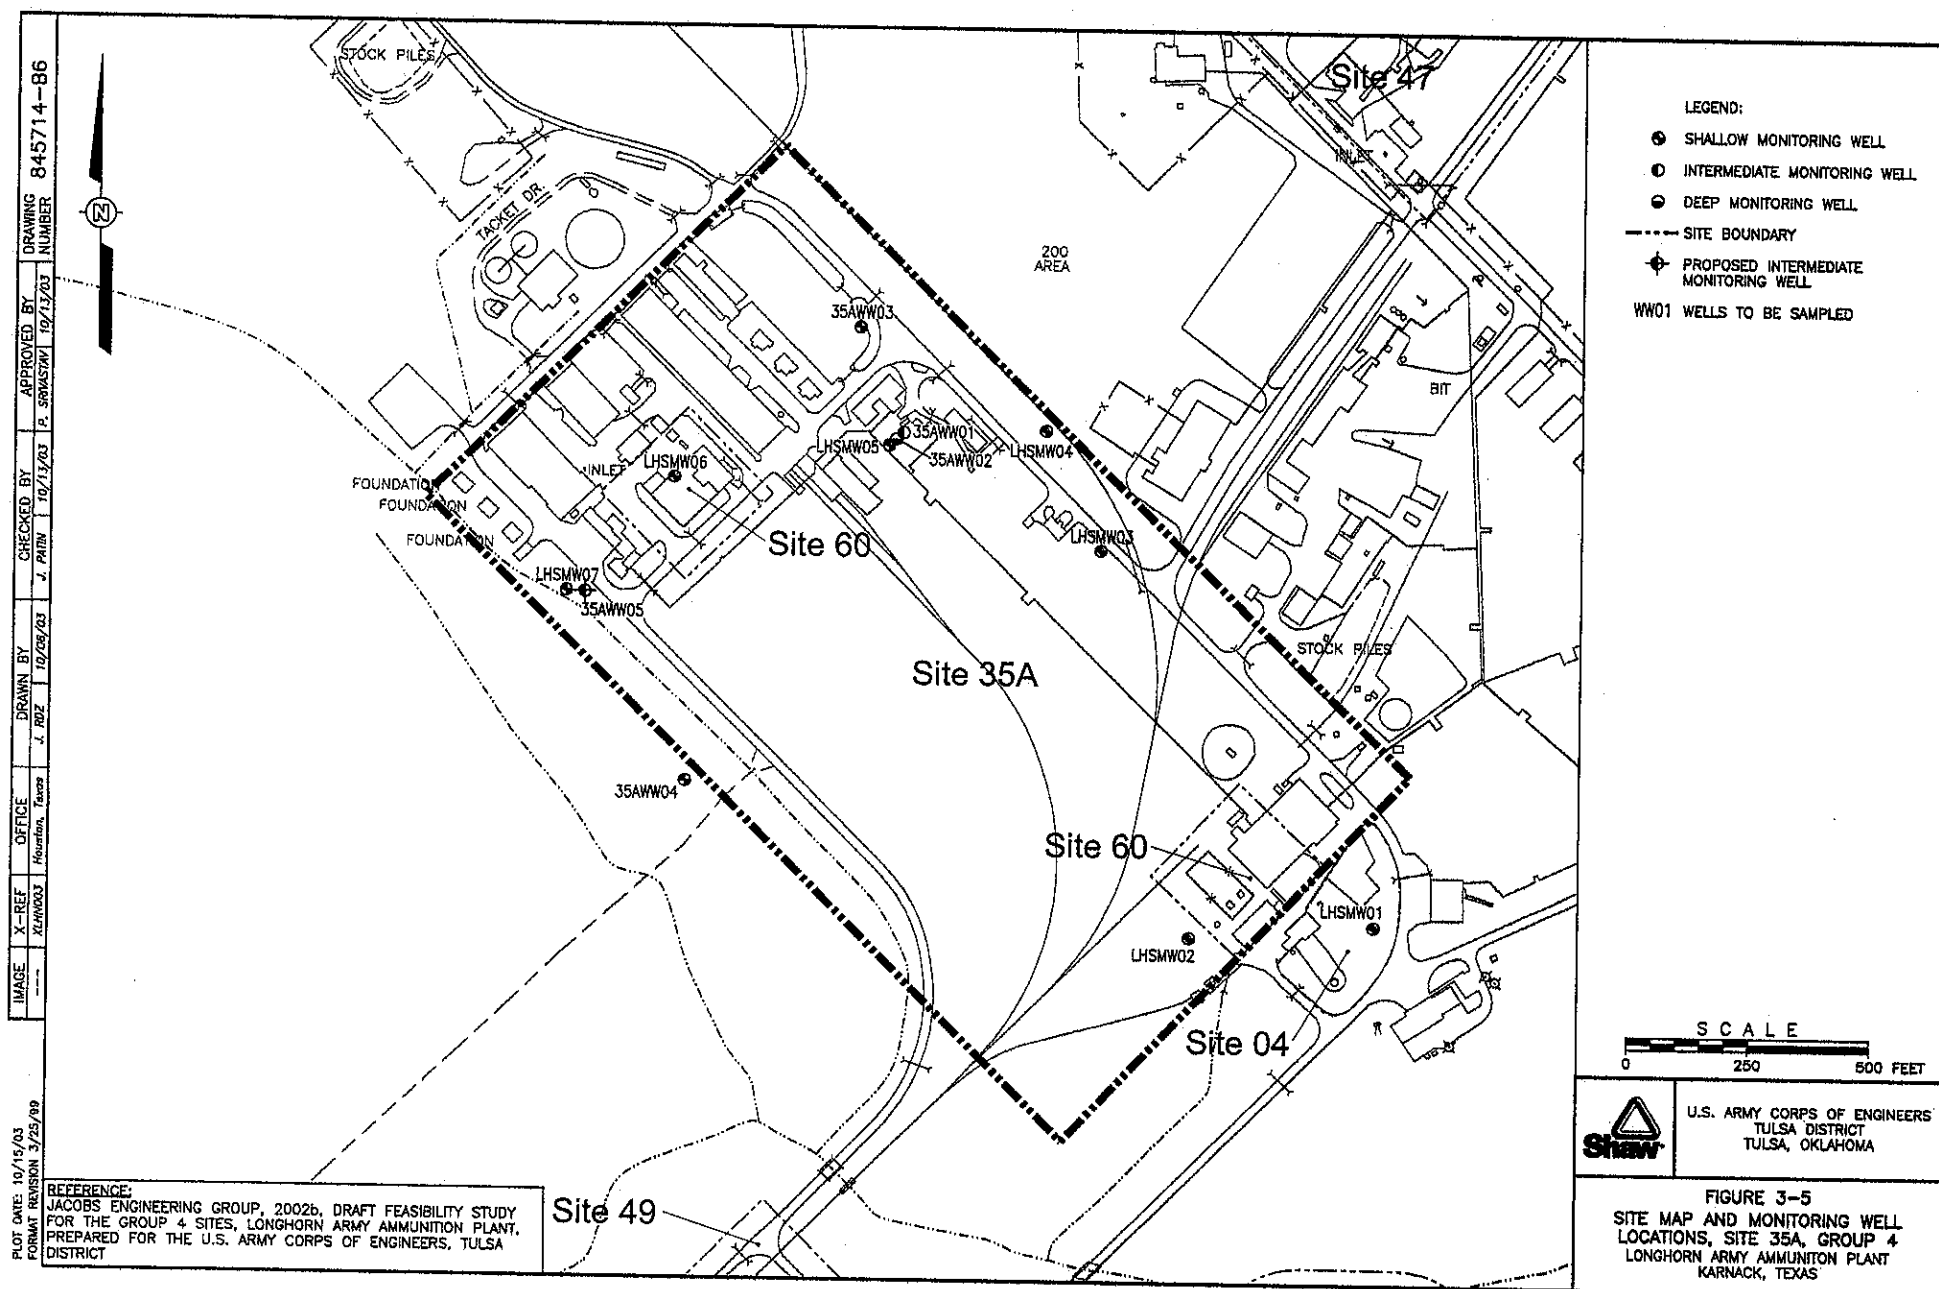 STOCK PILES
Site 47
INLET
TACKET DR.
200
AREA
BIT
35AWW03
35AWW01
LHSMW05
35AWW02
LHSMW04
INLET
LHSMW06
FOUNDATION
FOUNDATION
FOUNDATION
Site 60
LHSMW03
LHSMW07
35AWW05
STOCK PILES
Site 35A
35AWW04
Site 60
LHSMW01
LHSMW02
Site 04
Site 49
LEGEND:
SHALLOW MONITORING WELL
INTERMEDIATE MONITORING WELL
DEEP MONITORING WELL
SITE BOUNDARY
PROPOSED INTERMEDIATE
MONITORING WELL
WW01 WELLS TO BE SAMPLED
SCALE
0 250 500 FEET
Shaw
U.S. ARMY CORPS OF ENGINEERS
TULSA DISTRICT
TULSA, OKLAHOMA
FIGURE 3-5
SITE MAP AND MONITORING WELL
LOCATIONS, SITE 35A, GROUP 4
LONGHORN ARMY AMMUNITON PLANT
KARNACK, TEXAS
REFERENCE:
JACOBS ENGINEERING GROUP, 2002b, DRAFT FEASIBILITY STUDY
FOR THE GROUP 4 SITES, LONGHORN ARMY AMMUNITION PLANT,
PREPARED FOR THE U.S. ARMY CORPS OF ENGINEERS, TULSA
DISTRICT
N
IMAGE
----
X-REF
XLHN003
OFFICE
Houston, Texas
DRAWN BY
J. RDZ 10/08/03
CHECKED BY
J. PATIN 10/13/03
APPROVED BY
P. SRIVASTAV 10/13/03
DRAWING
NUMBER
845714-B6
PLOT DATE: 10/15/03
FORMAT REVISION 3/25/99